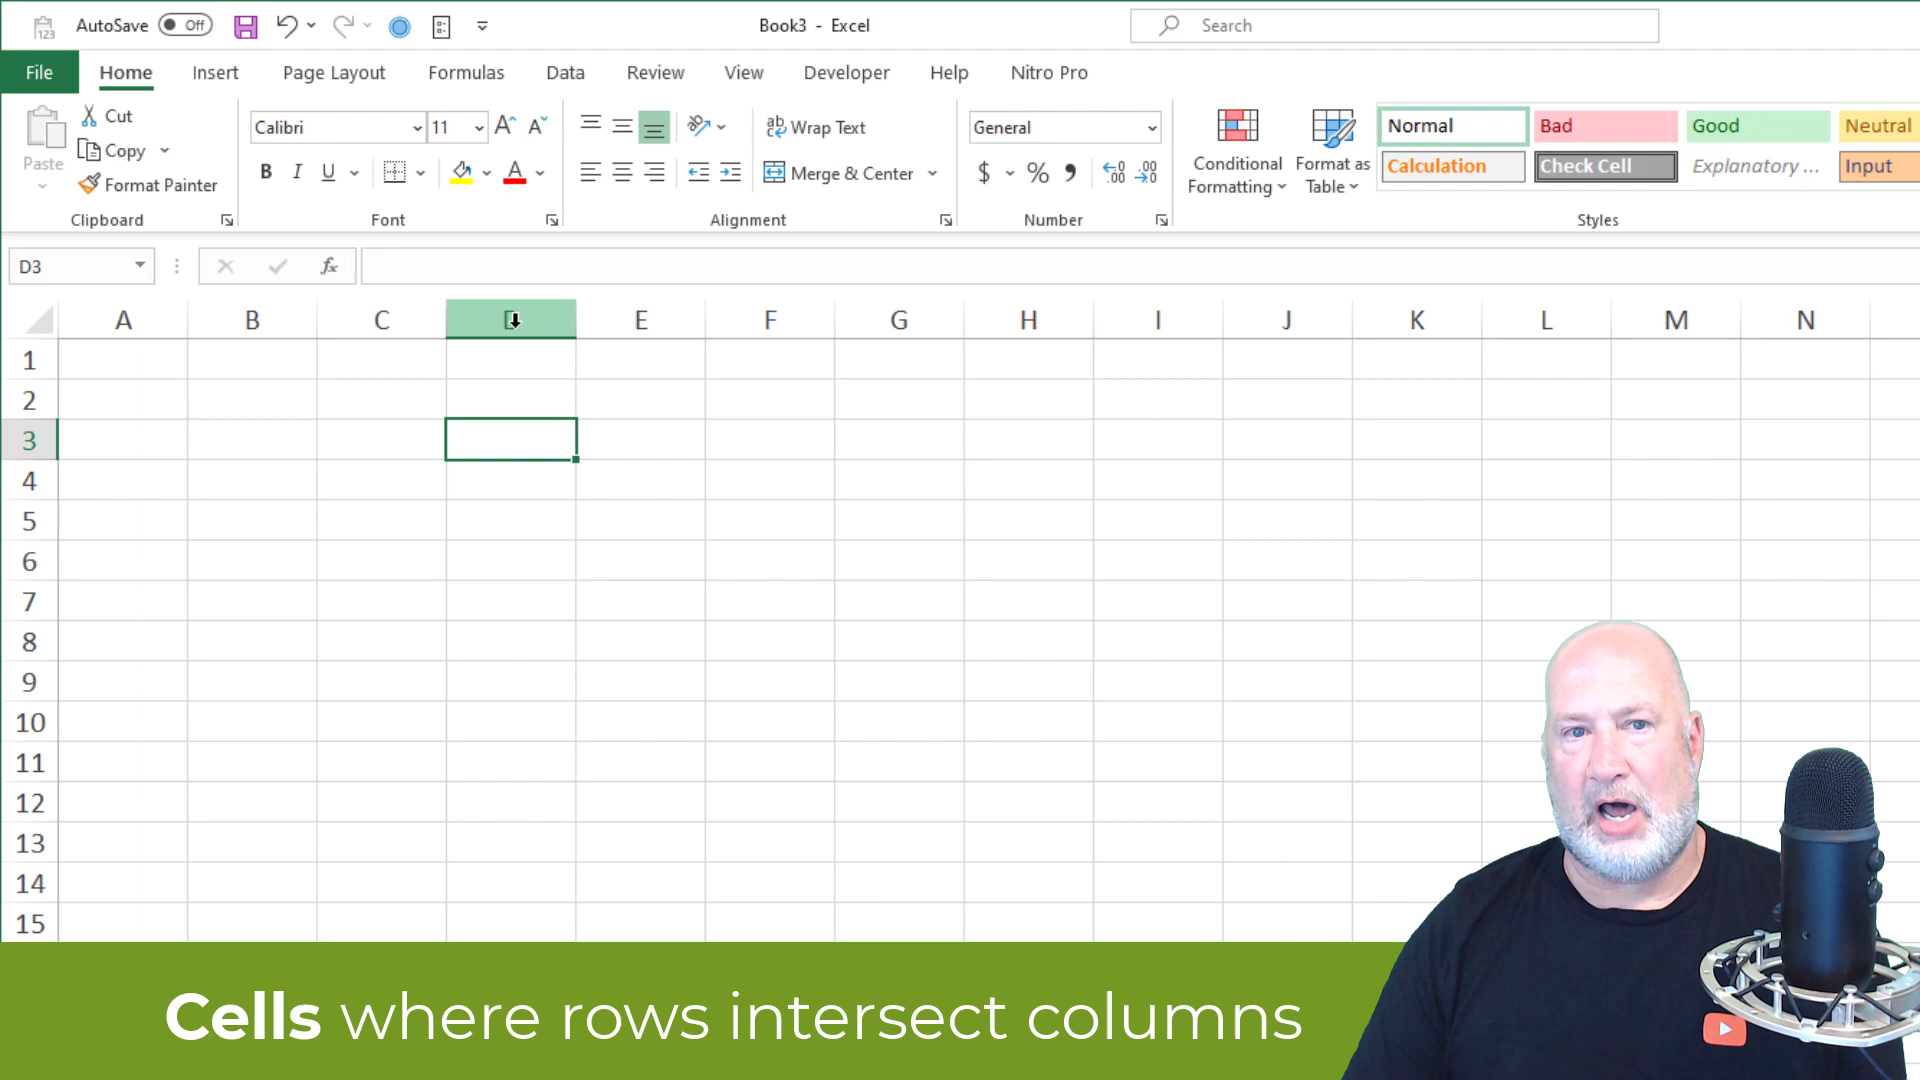 AutoSave Off Book3 - Excel Search
File Home Insert Page Layout Formulas Data Review View Developer Help Nitro Pro
Paste
Cut
Copy
Format Painter
Clipboard
Calibri 11
B I U A
Font
Wrap Text
Merge & Center
Alignment
General
$ % ,
Number
Conditional
Formatting
Format as
Table
Normal Bad Good Neutral
Calculation Check Cell Explanatory ... Input
Styles
D3 fx
A B C D E F G H I J K L M N
1
2
3
4
5
6
7
8
9
10
11
12
13
14
15
Cells where rows intersect columns